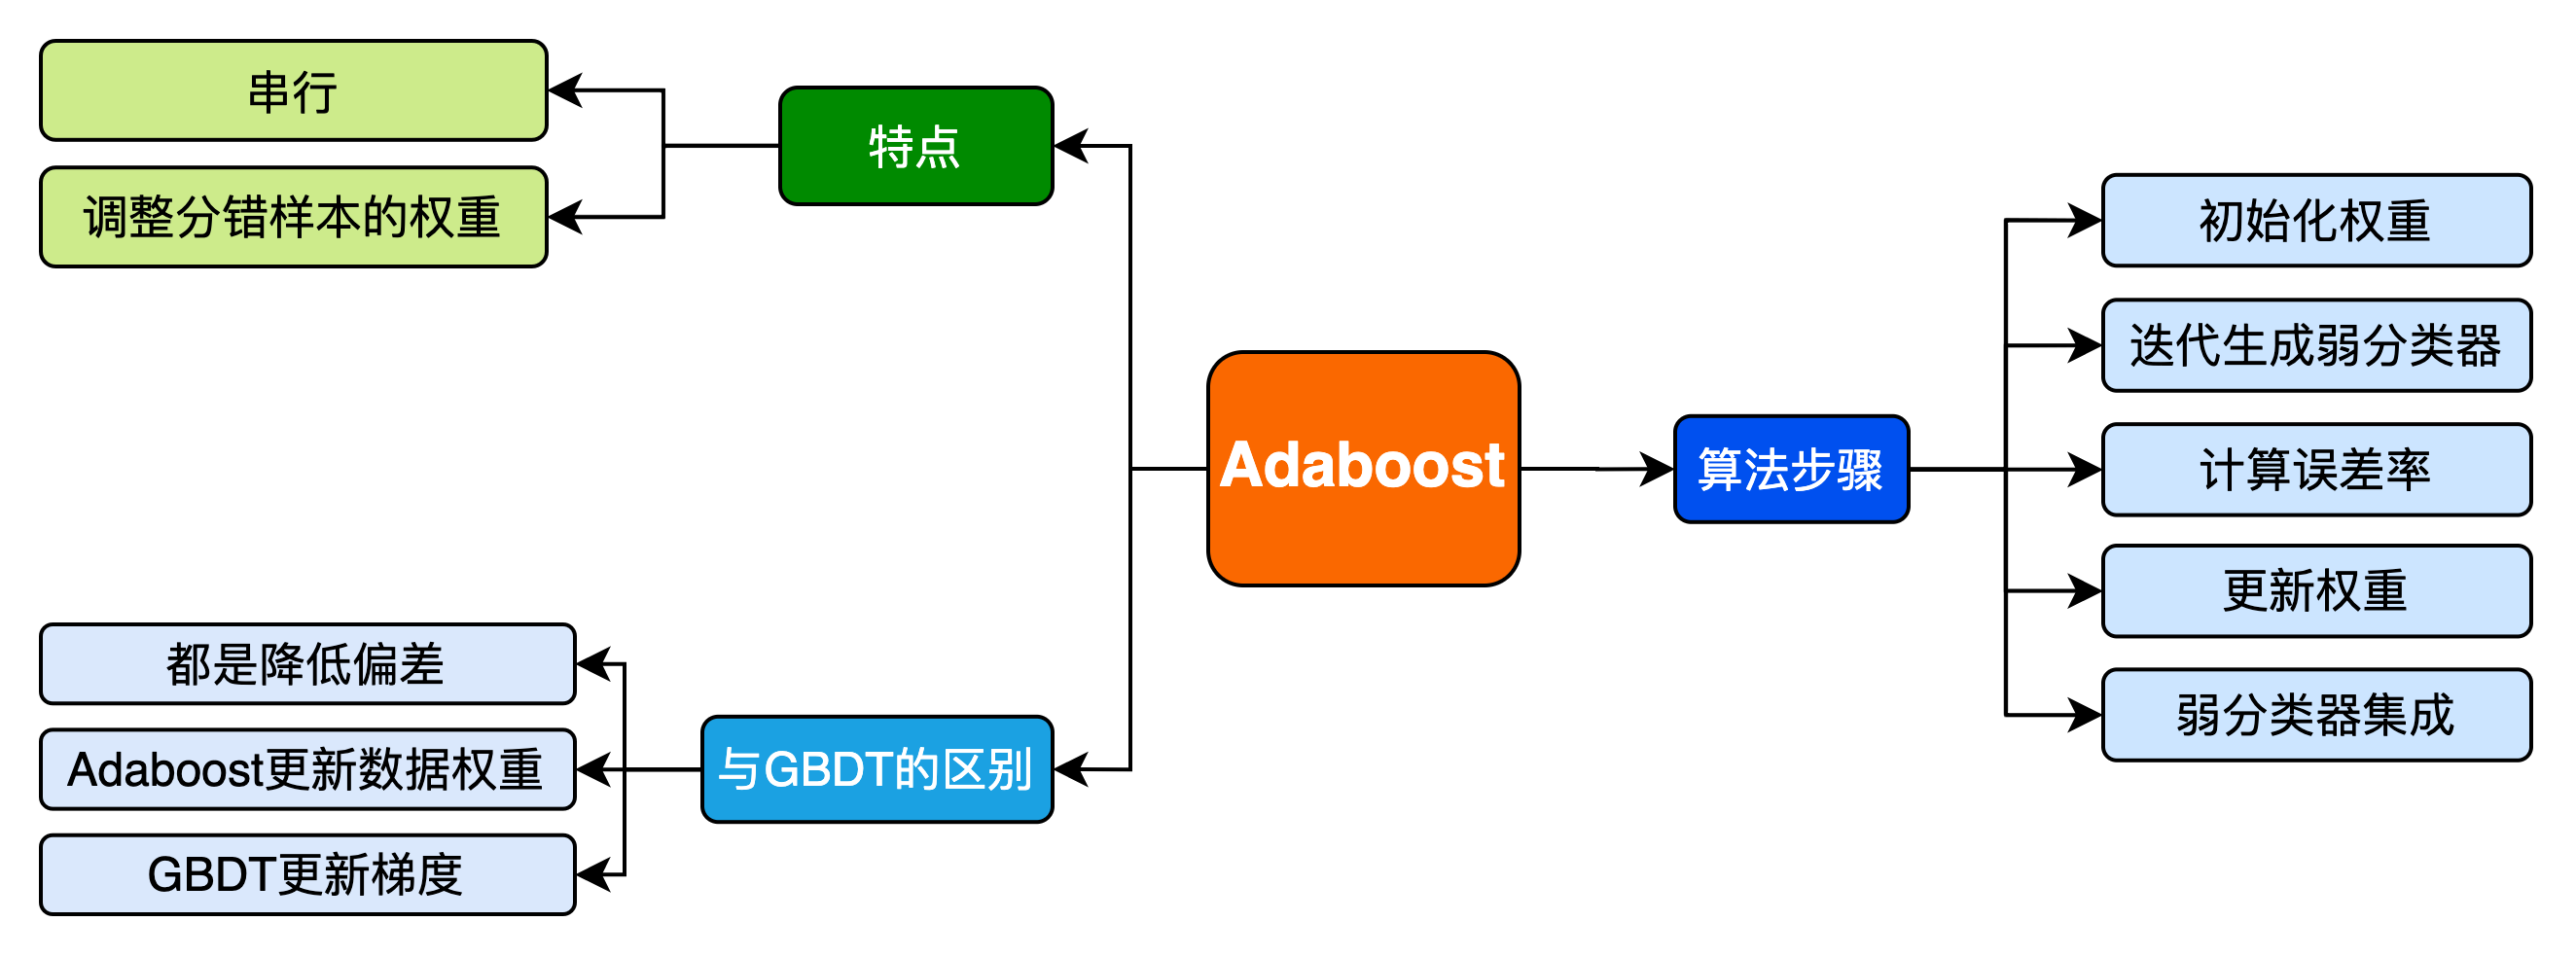 串行
调整分错样本的权重
特点
Adaboost
算法步骤
初始化权重
迭代生成弱分类器
计算误差率
更新权重
弱分类器集成
与GBDT的区别
都是降低偏差
Adaboost更新数据权重
GBDT更新梯度